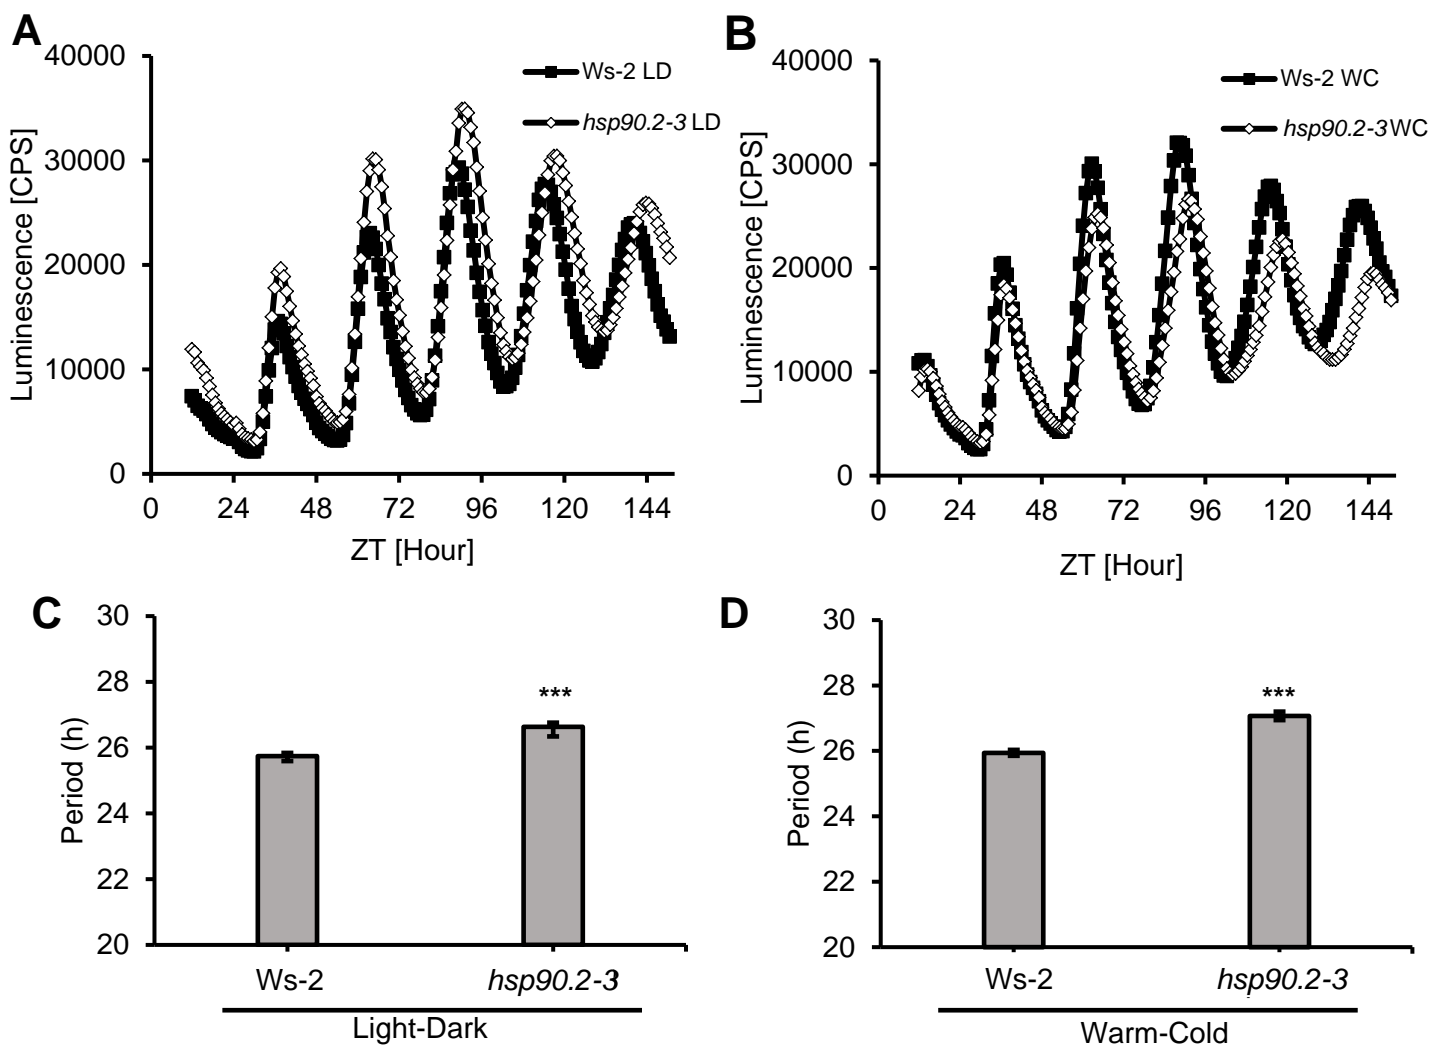 A
B
40000
30000
20000
10000
0
Luminescence [CPS]
Ws-2 LD
hsp90.2-3 LD
0 24 48 72 96 120 144
ZT [Hour]
40000
30000
20000
10000
0
Luminescence [CPS]
Ws-2 WC
hsp90.2-3 WC
0 24 48 72 96 120 144
ZT [Hour]
C
30
28
26
24
22
20
Period (h)
***
Ws-2 hsp90.2-3
Light-Dark
D
30
28
26
24
22
20
Period (h)
***
Ws-2 hsp90.2-3
Warm-Cold